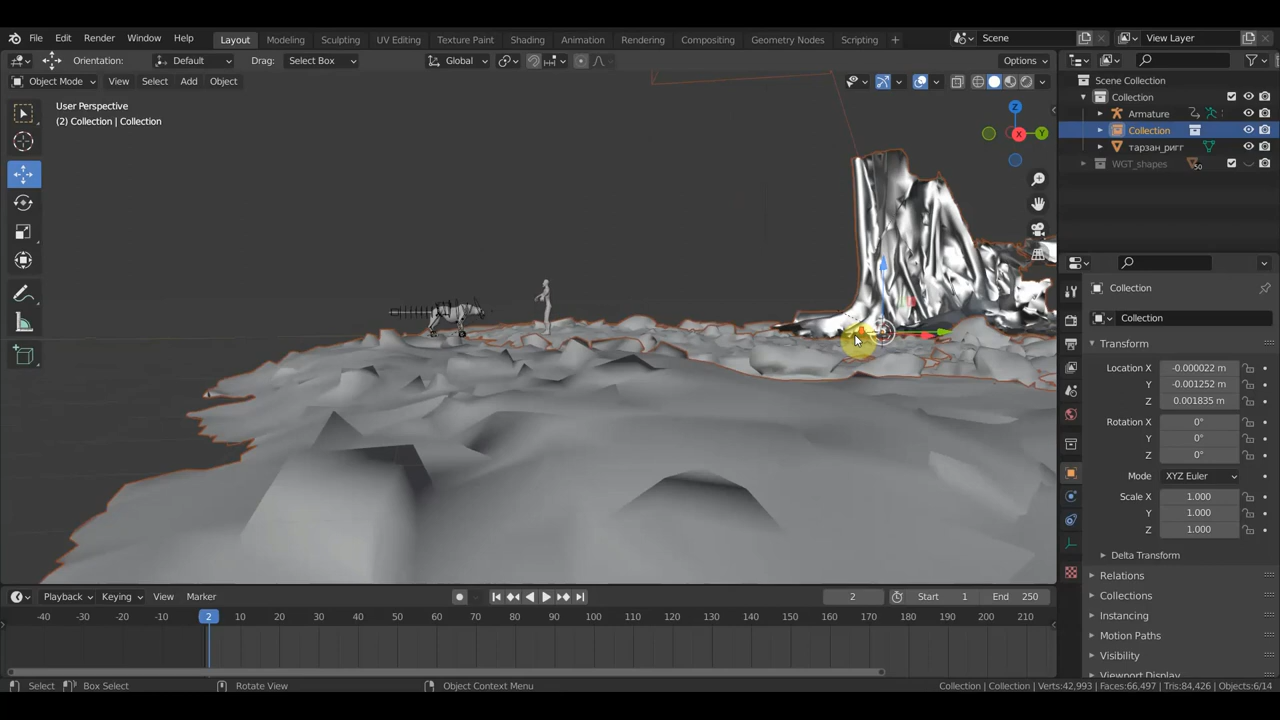 File Edit Render Window Help Layout Modeling Sculpting UV Editing Texture Paint Shading Animation Rendering Compositing Geometry Nodes Scripting + Scene View Layer
Orientation: Default Drag: Select Box Global Options
Object Mode View Select Add Object
User Perspective
(2) Collection | Collection
Z
X
Y
Scene Collection
Collection
Armature
Collection
тарзан_ригг
WGT_shapes 50
Collection
Collection
Transform
Location X -0.000022 m
Y -0.001252 m
Z 0.001835 m
Rotation X 0°
Y 0°
Z 0°
Mode XYZ Euler
Scale X 1.000
Y 1.000
Z 1.000
Delta Transform
Relations
Collections
Instancing
Motion Paths
Visibility
Viewport Display
Playback Keying View Marker 2 Start 1 End 250
-40 -30 -20 -10 2 10 20 30 40 50 60 70 80 90 100 110 120 130 140 150 160 170 180 190 200 210
Select Box Select Rotate View Object Context Menu Collection | Collection | Verts:42,993 | Faces:66,497 | Tris:84,426 | Objects:6/14